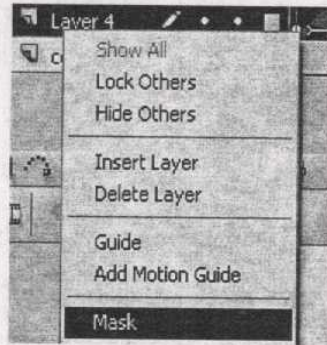 Layer 4
Show All
Lock Others
Hide Others
Insert Layer
Delete Layer
Guide
Add Motion Guide
Mask